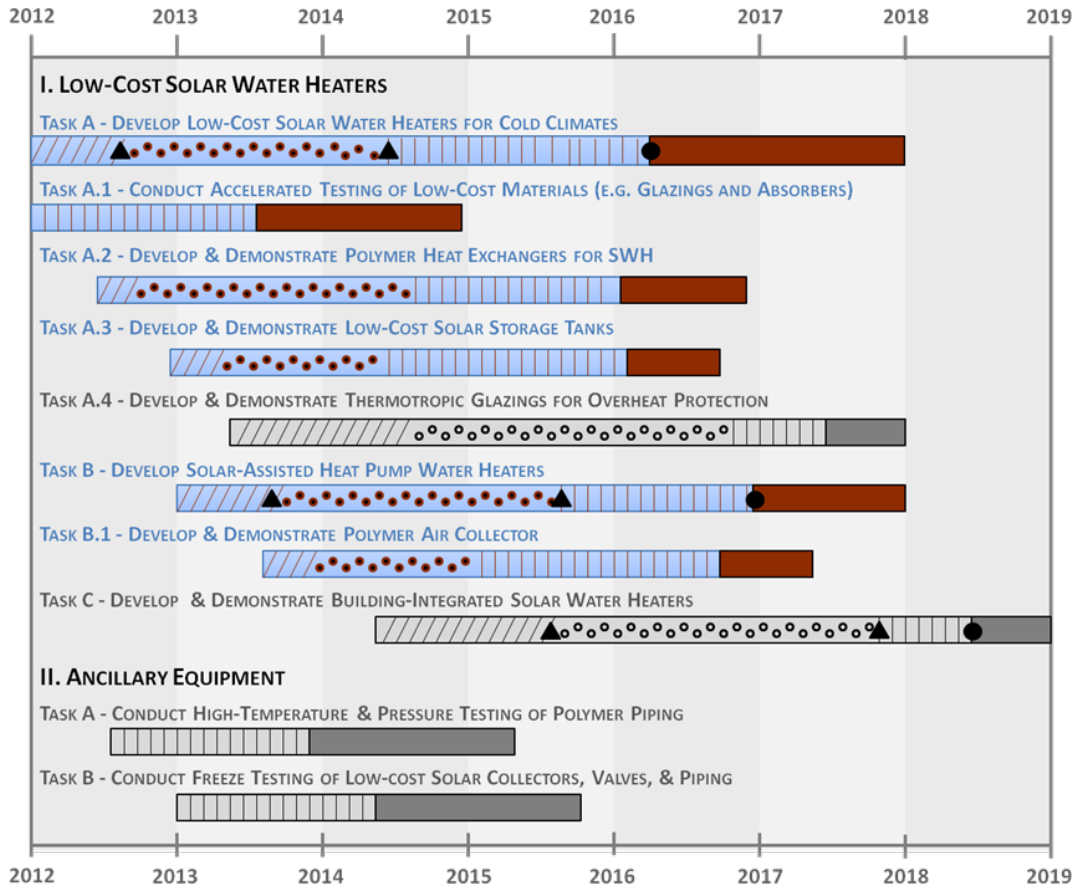 2012 2013 2014 2015 2016 2017 2018 2019
I. Low-Cost Solar Water Heaters
Task A - Develop Low-Cost Solar Water Heaters for Cold Climates
Task A.1 - Conduct Accelerated Testing of Low-Cost Materials (e.g. Glazings and Absorbers)
Task A.2 - Develop & Demonstrate Polymer Heat Exchangers for SWH
Task A.3 - Develop & Demonstrate Low-Cost Solar Storage Tanks
Task A.4 - Develop & Demonstrate Thermotropic Glazings for Overheat Protection
Task B - Develop Solar-Assisted Heat Pump Water Heaters
Task B.1 - Develop & Demonstrate Polymer Air Collector
Task C - Develop & Demonstrate Building-Integrated Solar Water Heaters
II. Ancillary Equipment
Task A - Conduct High-Temperature & Pressure Testing of Polymer Piping
Task B - Conduct Freeze Testing of Low-cost Solar Collectors, Valves, & Piping
2012 2013 2014 2015 2016 2017 2018 2019